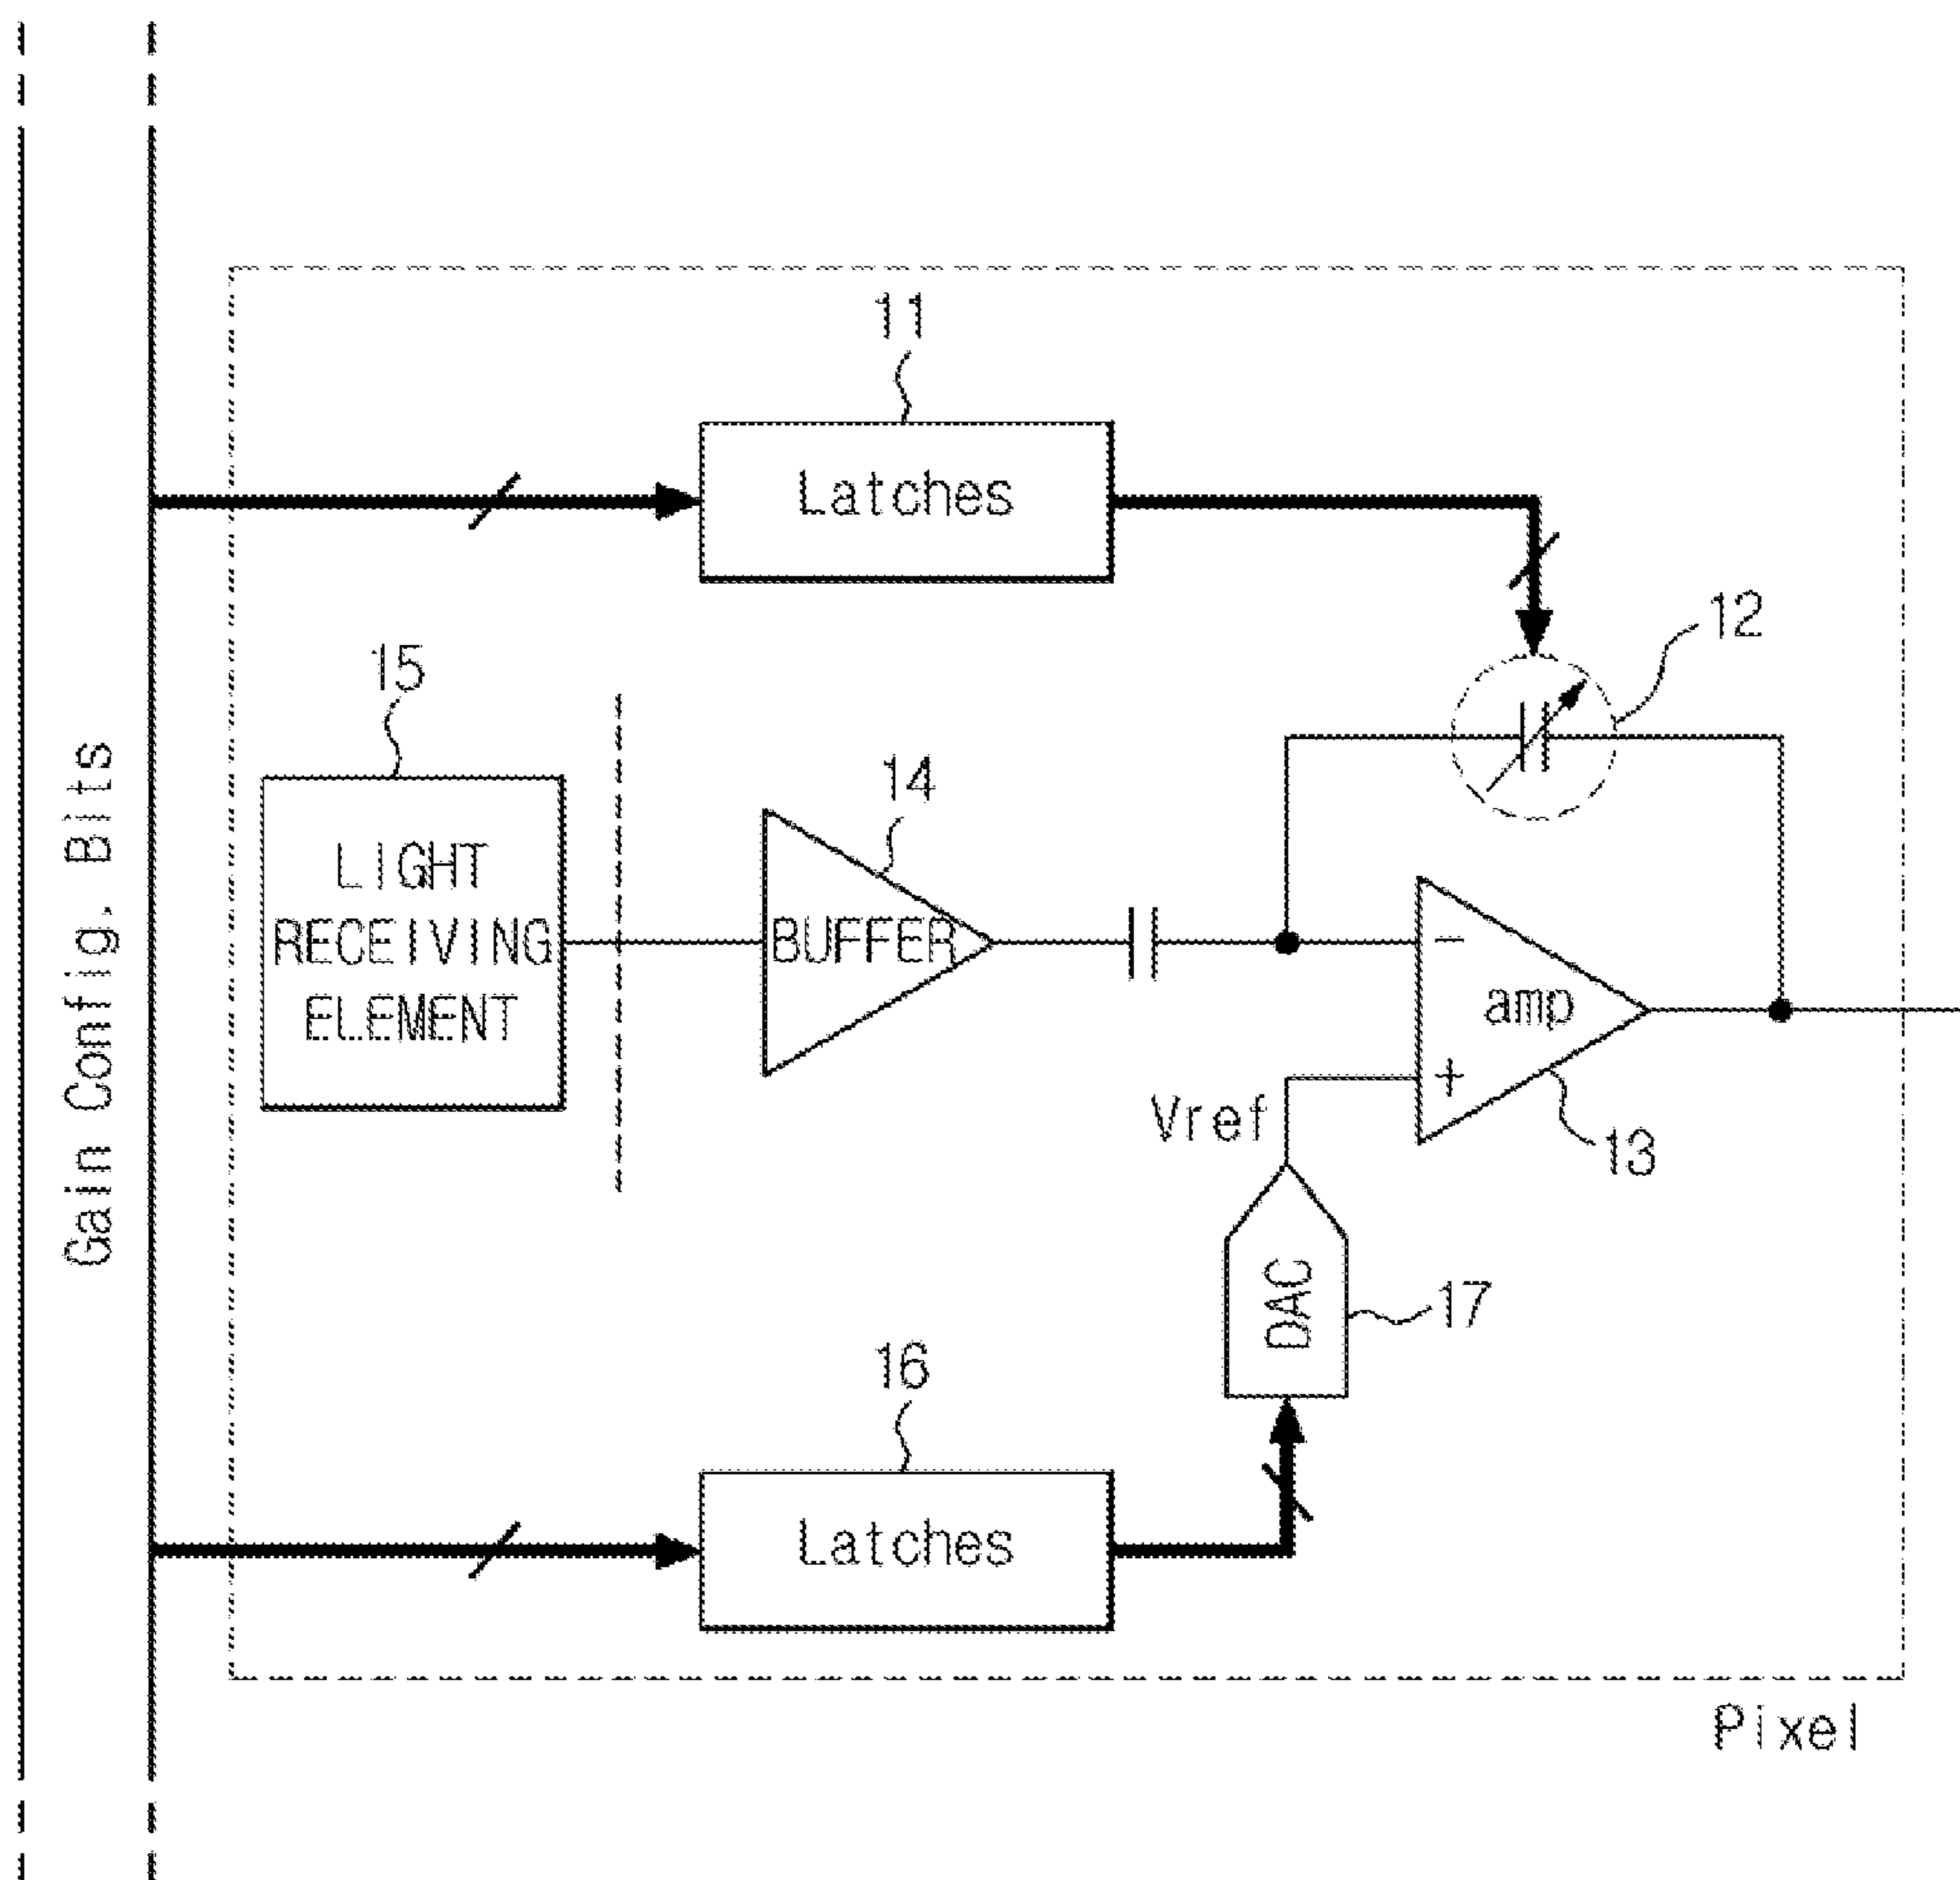 Gain Config. Bits
11
Latches
12
15
LIGHT
RECEIVING
ELEMENT
14
BUFFER
-
amp
+
Vref
13
DAC
17
16
Latches
Pixel